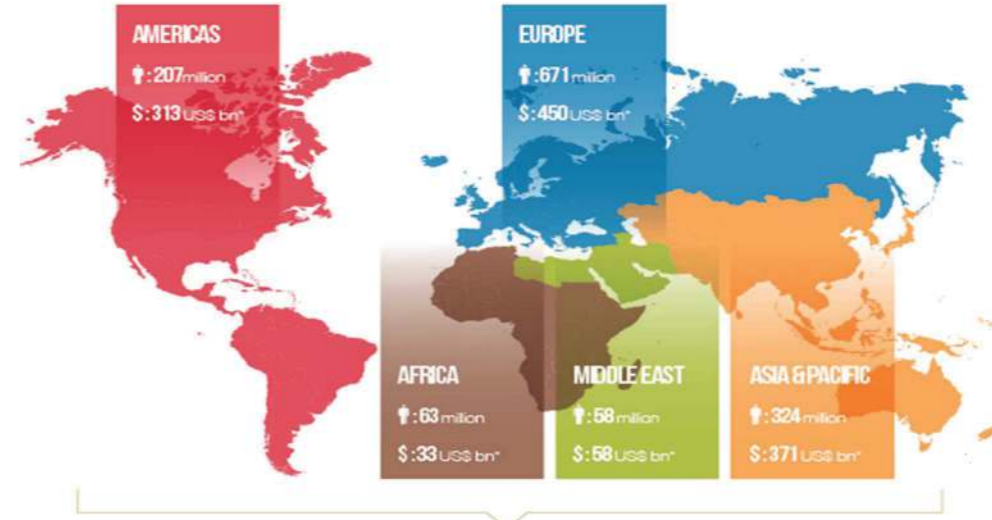 AMERICAS
:207 million
$:313 US$ bn*
EUROPE
:671 million
$:450 US$ bn*
AFRICA
:63 million
$:33 US$ bn*
MIDDLE EAST
:58 million
$:58 US$ bn*
ASIA & PACIFIC
:324 million
$:371 US$ bn*